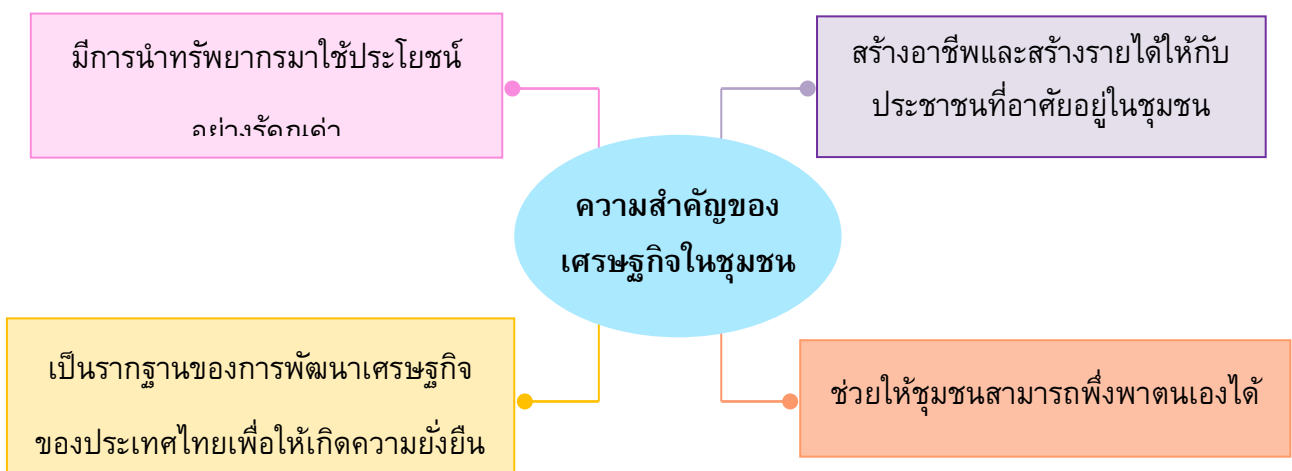 มีการนำทรัพยากรมาใช้ประโยชน์
อย่างรู้คุณค่า
สร้างอาชีพและสร้างรายได้ให้กับ
ประชาชนที่อาศัยอยู่ในชุมชน
ความสำคัญของ
เศรษฐกิจในชุมชน
เป็นรากฐานของการพัฒนาเศรษฐกิจ
ของประเทศไทยเพื่อให้เกิดความยั่งยืน
ช่วยให้ชุมชนสามารถพึ่งพาตนเองได้